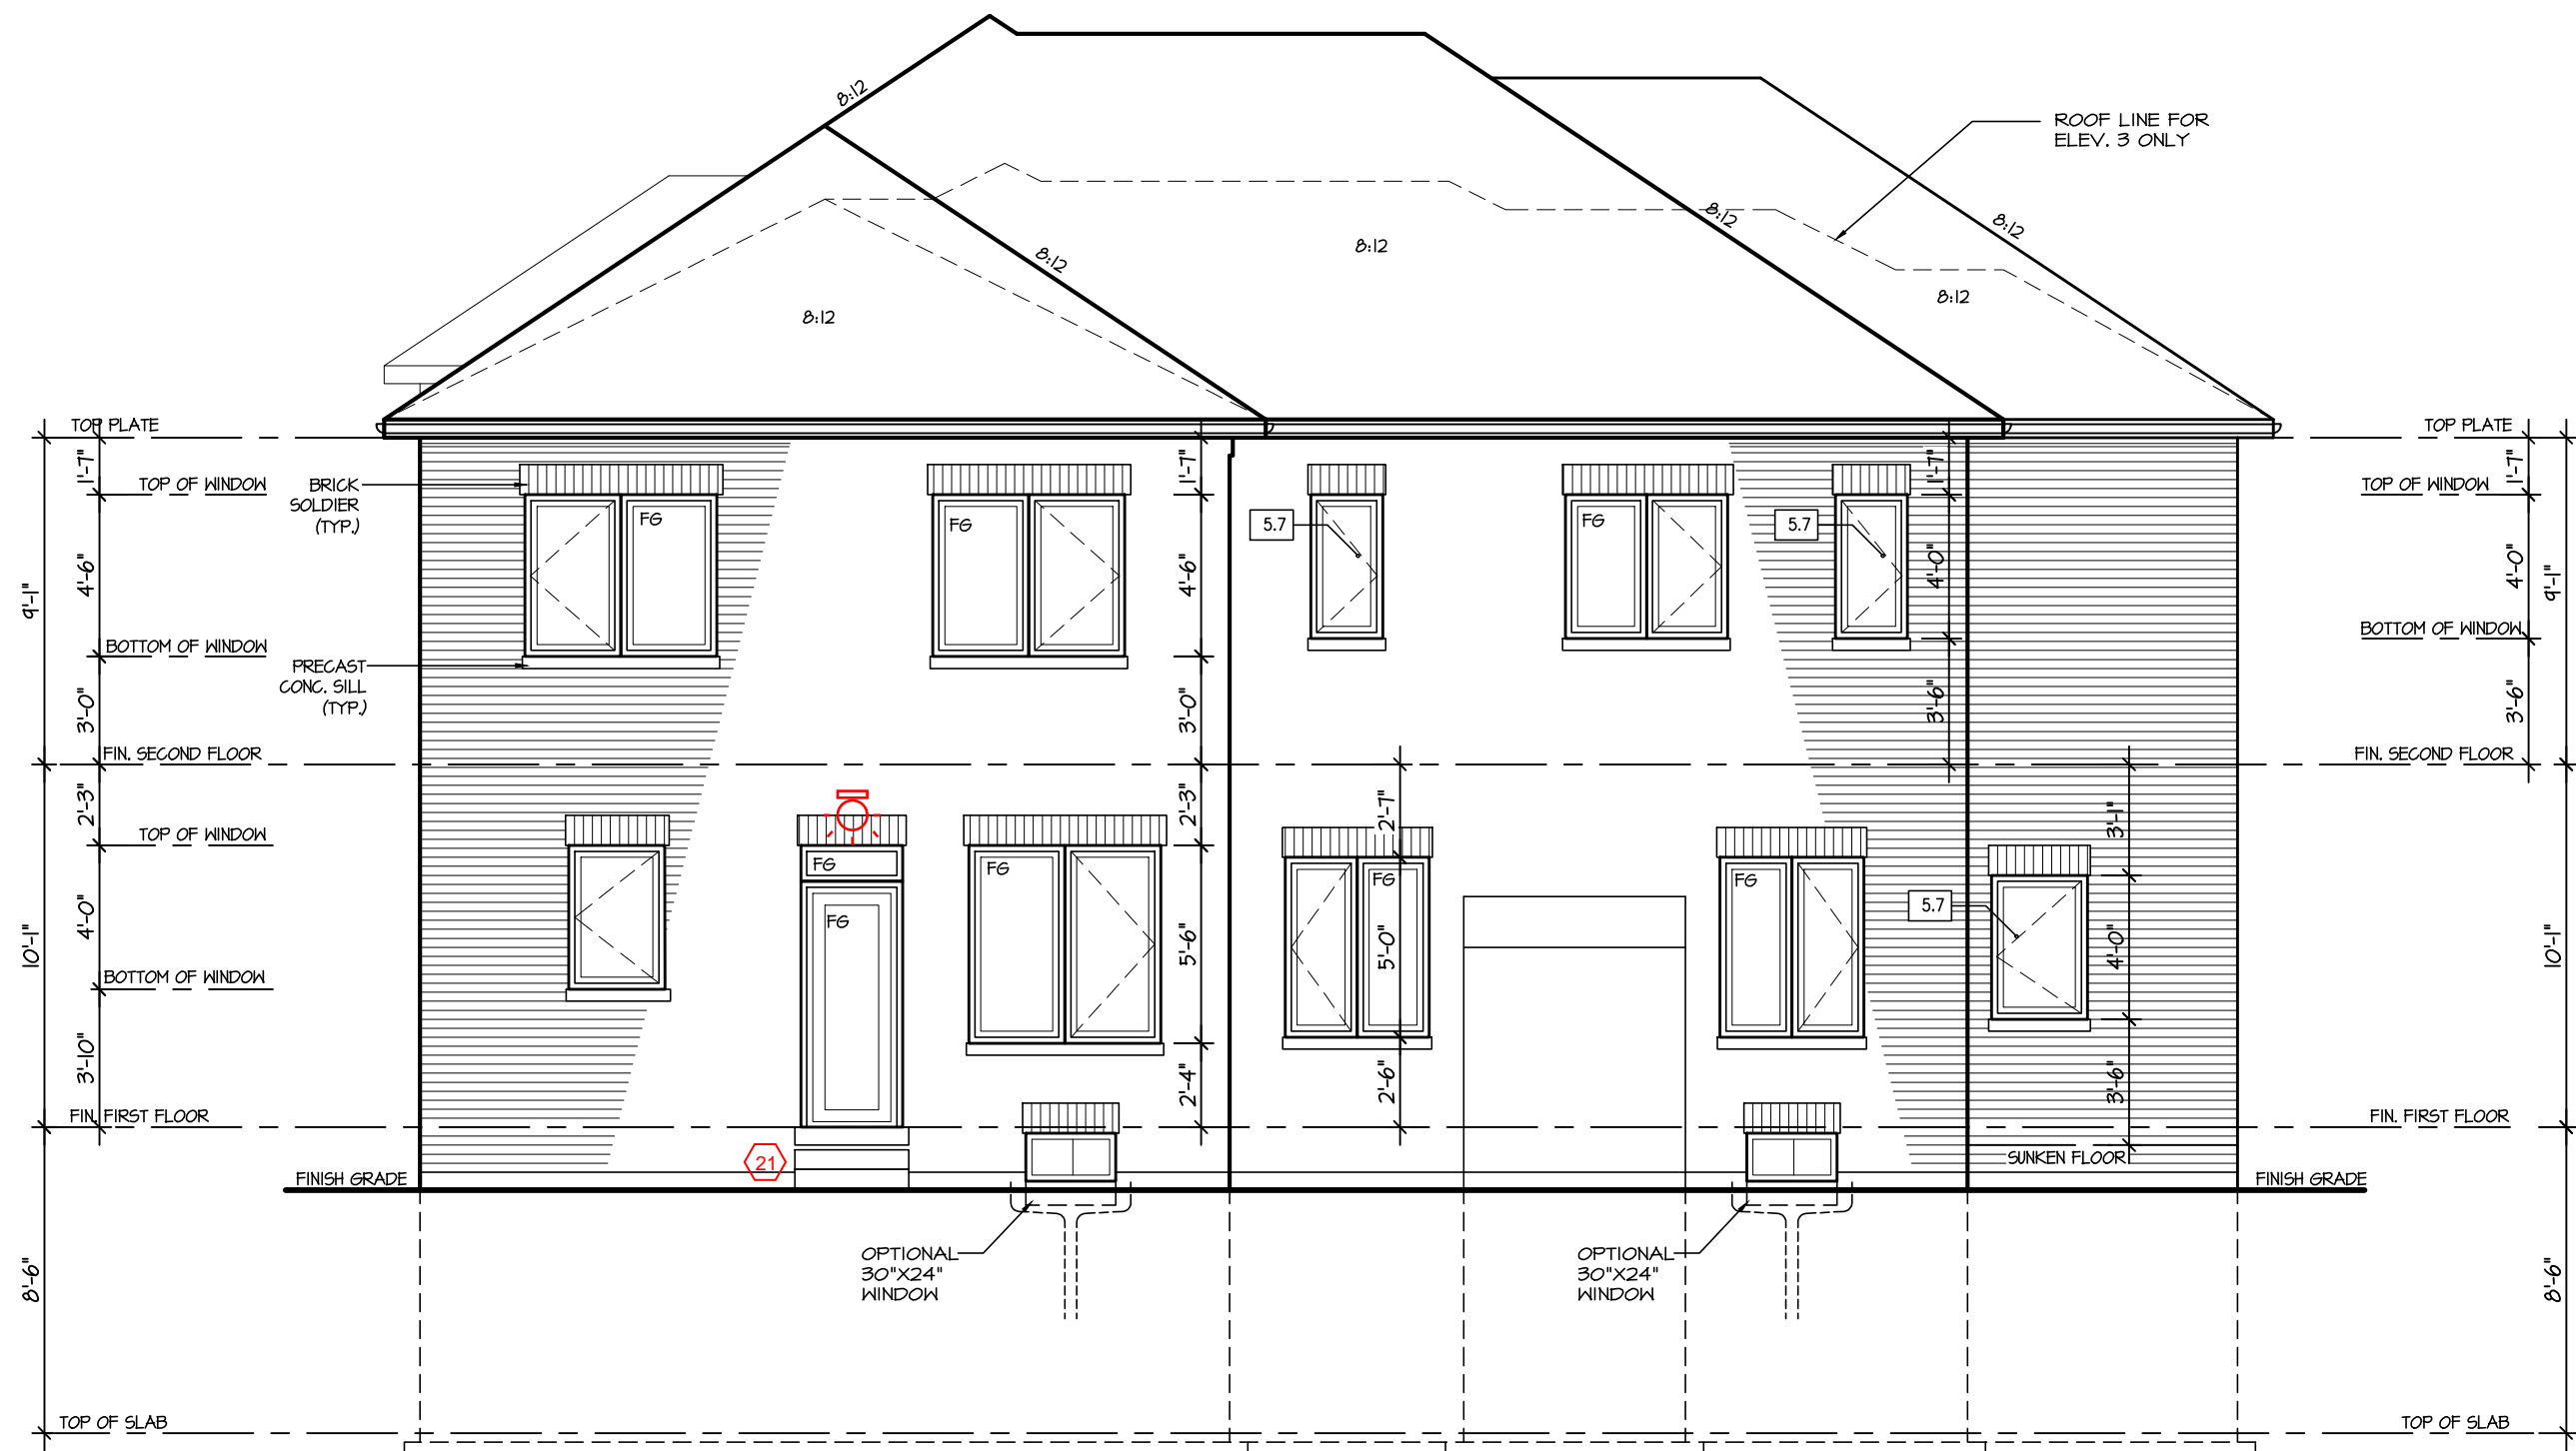 8:12
ROOF LINE FOR
ELEV. 3 ONLY
8:12
8:12
8:12
8:12
8:12
8:12
TOP PLATE
TOP PLATE
1'-7"
1'-7"
1'-7"
1'-7"
TOP OF WINDOW
TOP OF WINDOW
BRICK
SOLDIER
(TYP.)
FG
FG
5.7
FG
5.7
9'-1"
4'-6"
4'-6"
4'-0"
4'-0"
9'-1"
BOTTOM OF WINDOW
BOTTOM OF WINDOW
PRECAST
CONC. SILL
(TYP.)
3'-0"
3'-0"
3'-6"
3'-6"
FIN. SECOND FLOOR
FIN. SECOND FLOOR
2'-3"
2'-3"
2'-7"
3'-1"
TOP OF WINDOW
FG
FG
FG
FG
FG
5.7
10'-1"
4'-0"
5'-6"
5'-0"
4'-0"
10'-1"
BOTTOM OF WINDOW
3'-10"
2'-4"
2'-6"
3'-6"
FIN. FIRST FLOOR
FIN. FIRST FLOOR
21
SUNKEN FLOOR
FINISH GRADE
FINISH GRADE
OPTIONAL
30"X24"
WINDOW
OPTIONAL
30"X24"
WINDOW
8'-6"
8'-6"
TOP OF SLAB
TOP OF SLAB